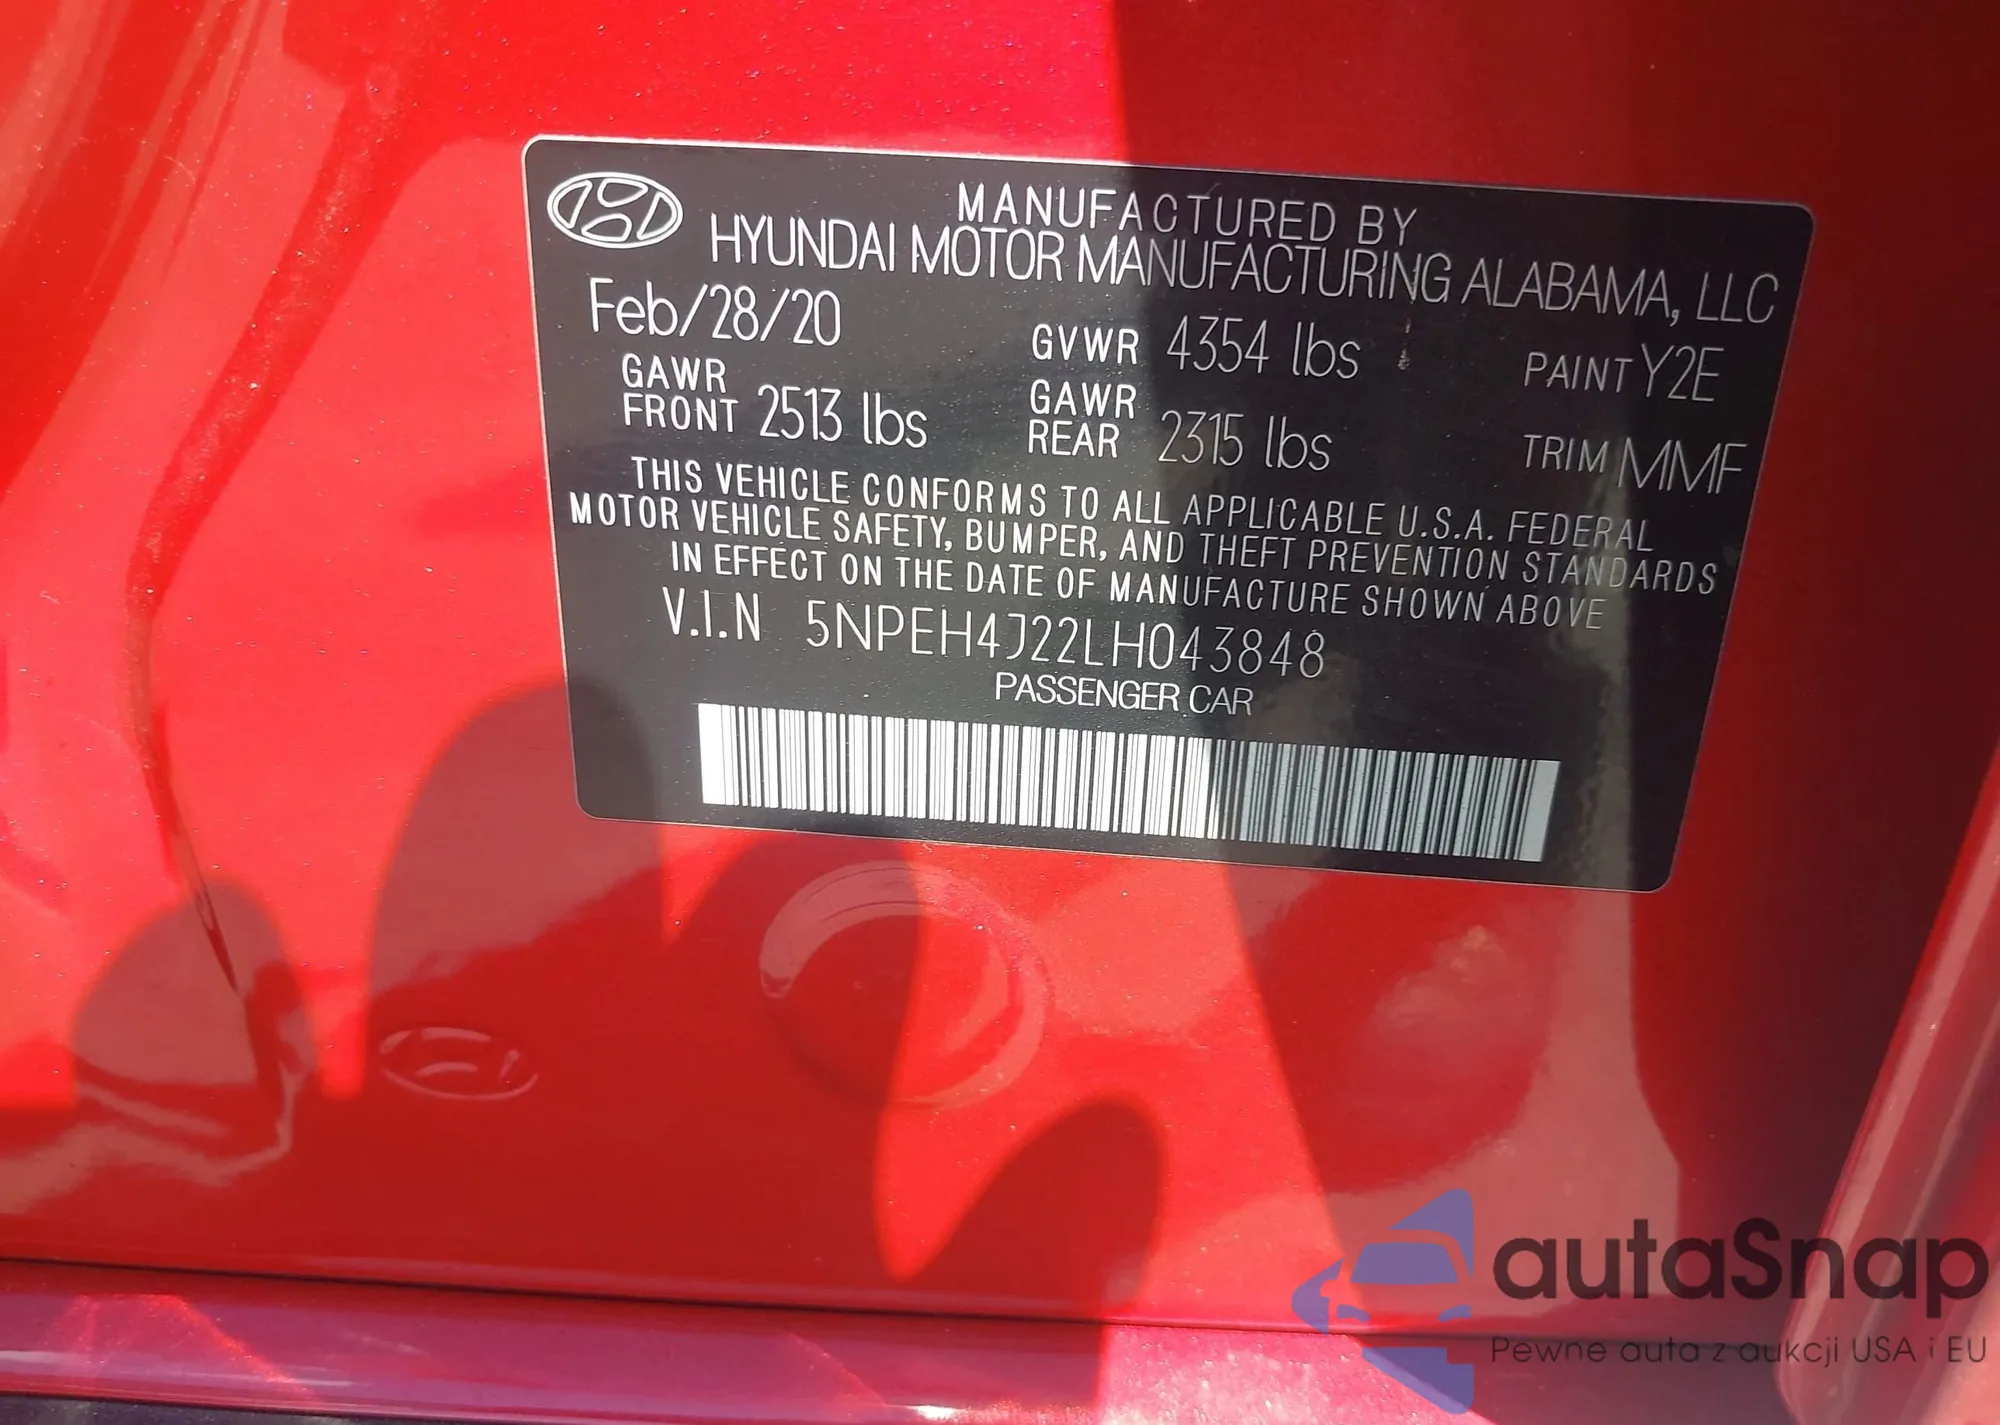 MANUFACTURED BY
HYUNDAI MOTOR MANUFACTURING ALABAMA, LLC
Feb/28/20 GVWR 4354 lbs PAINT Y2E
GAWR FRONT 2513 lbs GAWR REAR 2315 lbs TRIM MMF
THIS VEHICLE CONFORMS TO ALL APPLICABLE U.S.A. FEDERAL
MOTOR VEHICLE SAFETY, BUMPER, AND THEFT PREVENTION STANDARDS
IN EFFECT ON THE DATE OF MANUFACTURE SHOWN ABOVE
V.I.N 5NPEH4J22LH043848
PASSENGER CAR
autaSnap
Pewne auta z aukcji USA i EU